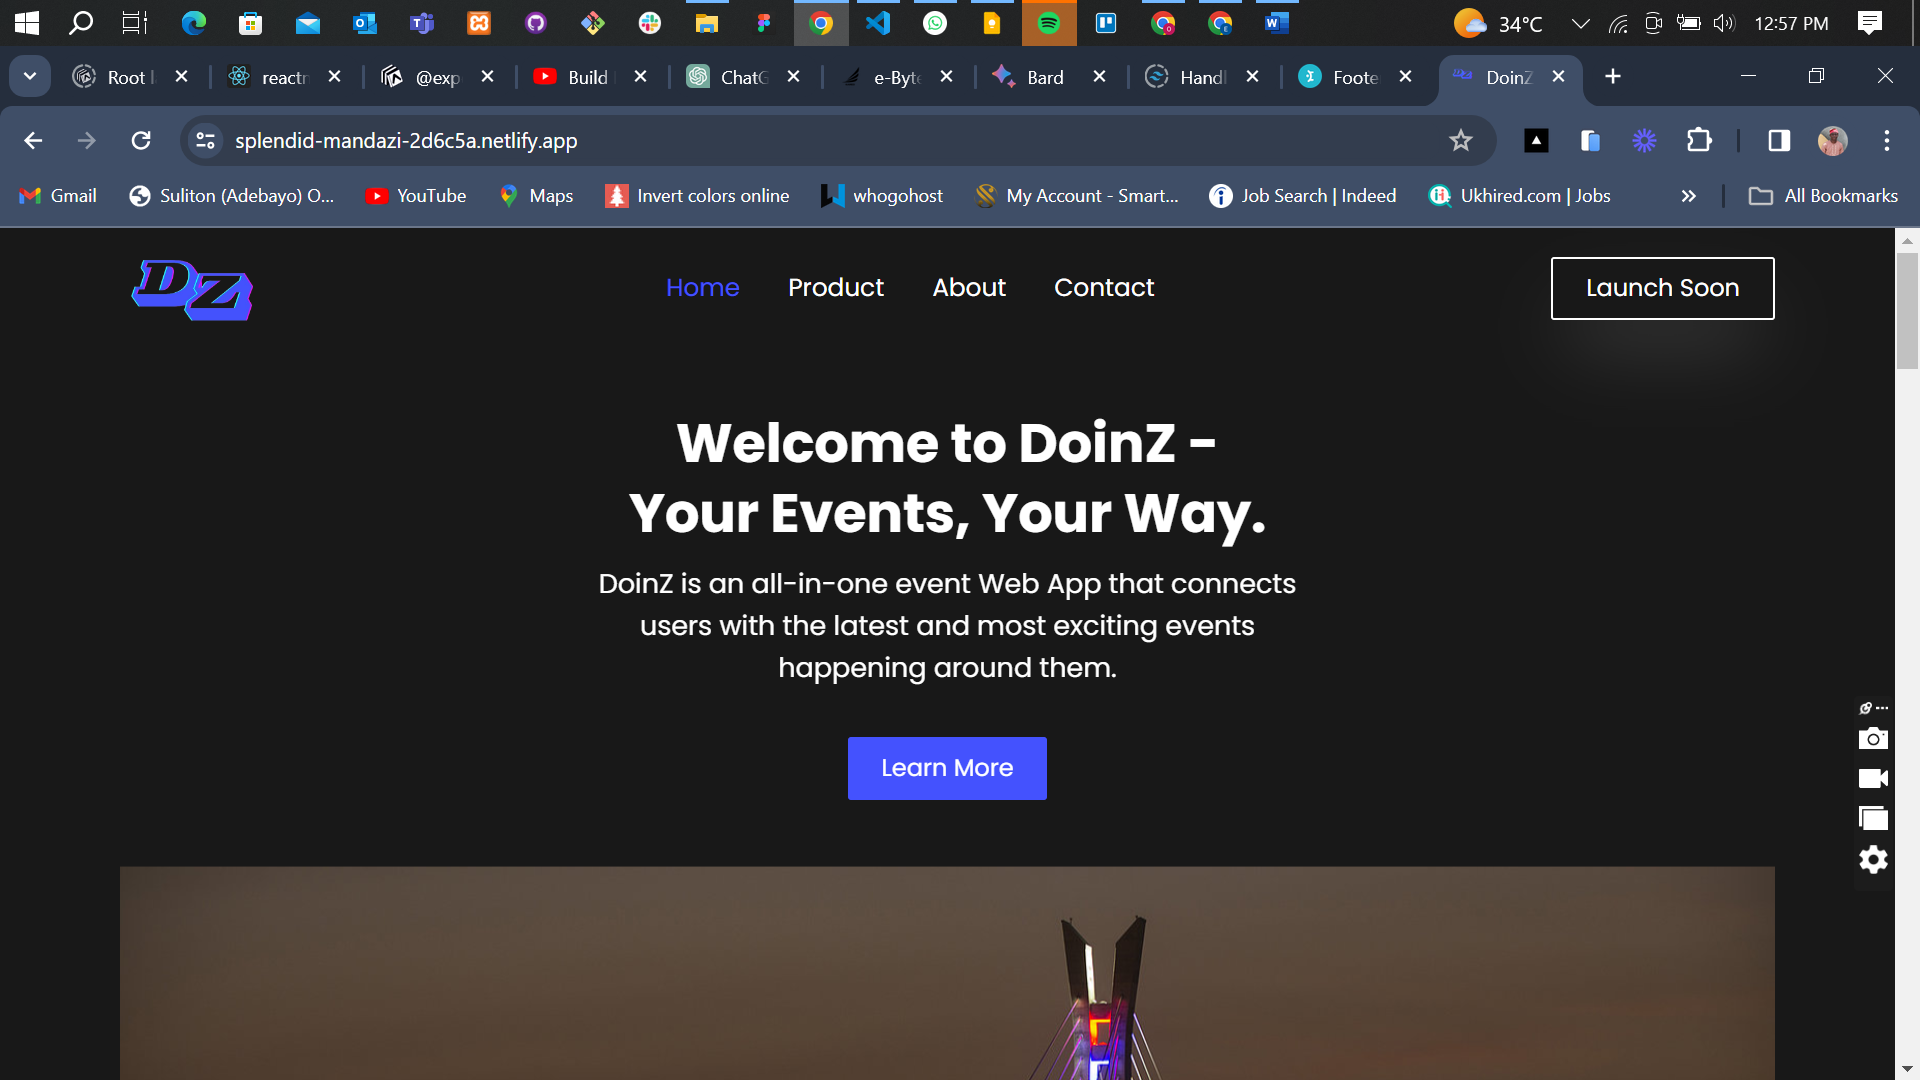 34°C
12:57 PM
Root l
reactn
@exp
Build
ChatG
e-Byte
Bard
Handl
Foote
DoinZ
splendid-mandazi-2d6c5a.netlify.app
Gmail
Suliton (Adebayo) O...
YouTube
Maps
Invert colors online
whogohost
My Account - Smart...
Job Search | Indeed
Ukhired.com | Jobs
All Bookmarks
DZ
Home
Product
About
Contact
Launch Soon
Welcome to DoinZ -
Your Events, Your Way.
DoinZ is an all-in-one event Web App that connects
users with the latest and most exciting events
happening around them.
Learn More